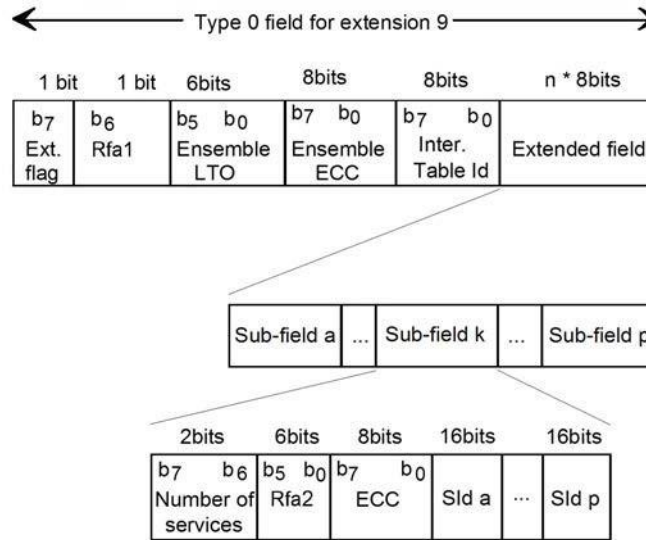 Type 0 field for extension 9
1 bit 1 bit 6bits 8bits 8bits n * 8bits
b7 b6 b5 b0 b7 b0 b7 b0
Ext. Rfa1 Ensemble Ensemble Inter. Extended field
flag LTO ECC Table Id
Sub-field a ... Sub-field k ... Sub-field p
2bits 6bits 8bits 16bits 16bits
b7 b6 b5 b0 b7 b0
Number of Rfa2 ECC SId a ... SId p
services